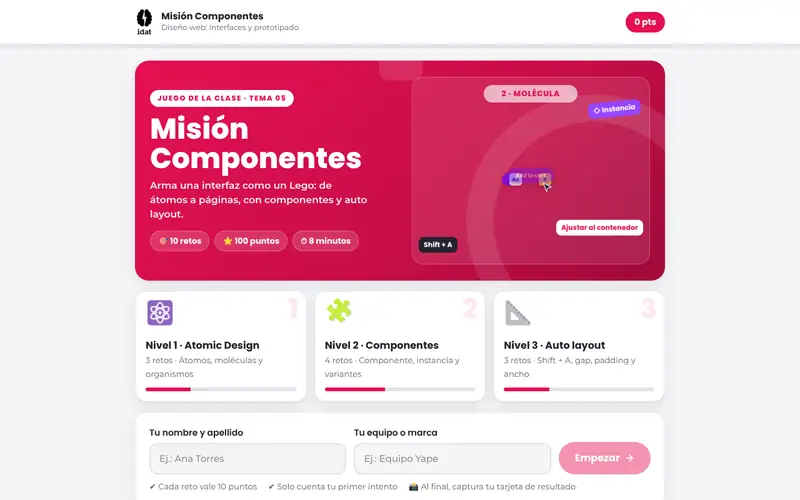 idat
Misión Componentes
Diseño web: Interfaces y prototipado
0 pts
JUEGO DE LA CLASE · TEMA 05
Misión
Componentes
Arma una interfaz como un Lego: de
átomos a páginas, con componentes y auto
layout.
🎯 10 retos
⭐ 100 puntos
⏱ 8 minutos
2 · MOLÉCULA
◇ Instancia
Add to cart
Ajustar al contenedor
Shift + A
1
Nivel 1 · Atomic Design
3 retos · Átomos, moléculas y
organismos
2
Nivel 2 · Componentes
4 retos · Componente, instancia y
variantes
3
Nivel 3 · Auto layout
3 retos · Shift + A, gap, padding y
ancho
Tu nombre y apellido
Ej.: Ana Torres
Tu equipo o marca
Ej.: Equipo Yape
Empezar →
✔ Cada reto vale 10 puntos
✔ Solo cuenta tu primer intento
📸 Al final, captura tu tarjeta de resultado